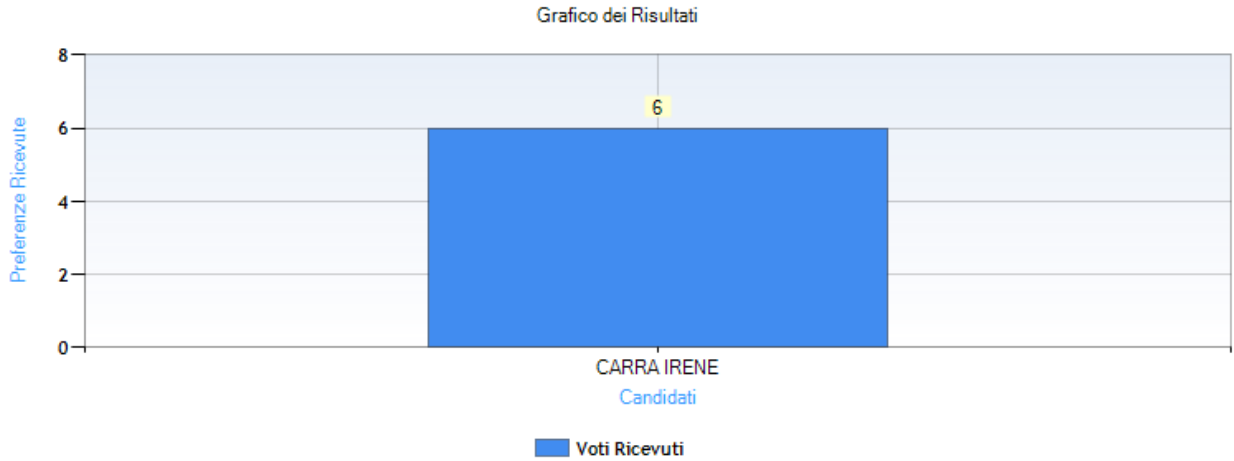 Grafico dei Risultati
8
6
6
4
2
0
Preferenze Ricevute
CARRA IRENE
Candidati
Voti Ricevuti